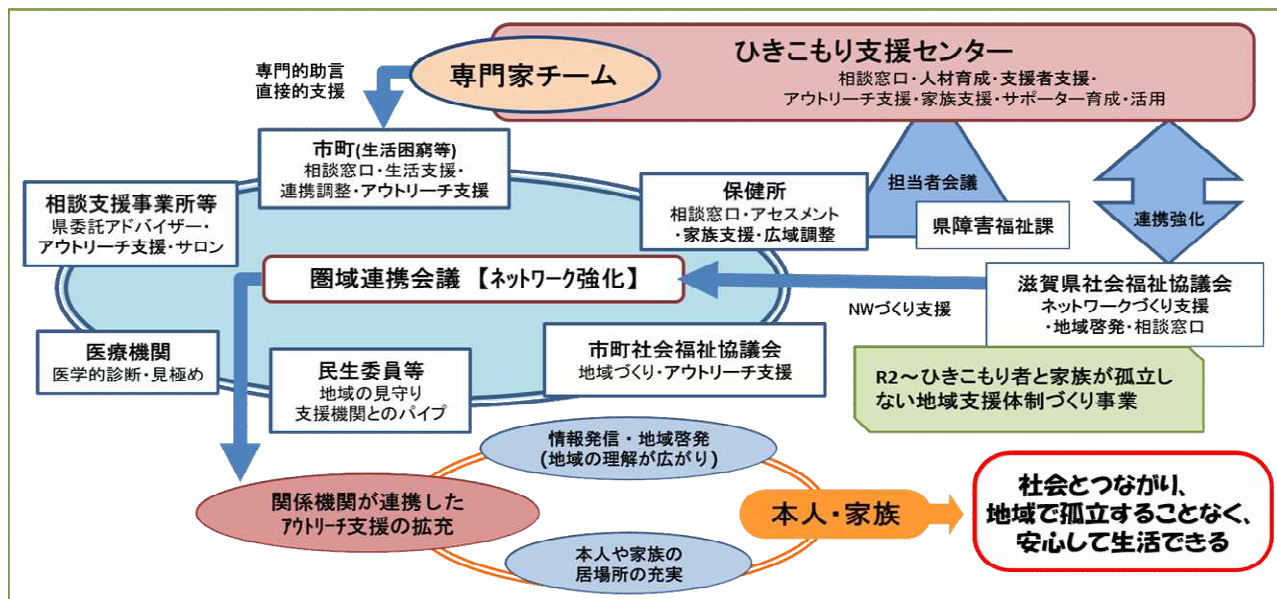 ひきこもり支援センター
相談窓口・人材育成・支援者支援・
アウトリーチ支援・家族支援・サポーター育成・活用
専門家チーム
専門的助言
直接的支援
市町(生活困窮等)
相談窓口・生活支援・
連携調整・アウトリーチ支援
保健所
相談窓口・アセスメント
・家族支援・広域調整
担当者会議
県障害福祉課
連携強化
相談支援事業所等
県委託アドバイザー・
アウトリーチ支援・サロン
圏域連携会議 【ネットワーク強化】
NWづくり支援
滋賀県社会福祉協議会
ネットワークづくり支援
・地域啓発・相談窓口
医療機関
医学的診断・見極め
民生委員等
地域の見守り
支援機関とのパイプ
市町社会福祉協議会
地域づくり・アウトリーチ支援
R2～ひきこもり者と家族が孤立し
ない地域支援体制づくり事業
情報発信・地域啓発
(地域の理解が広がり)
関係機関が連携した
ｱｳﾄﾘｰﾁ支援の拡充
本人・家族
本人や家族の
居場所の充実
社会とつながり、
地域で孤立することなく、
安心して生活できる